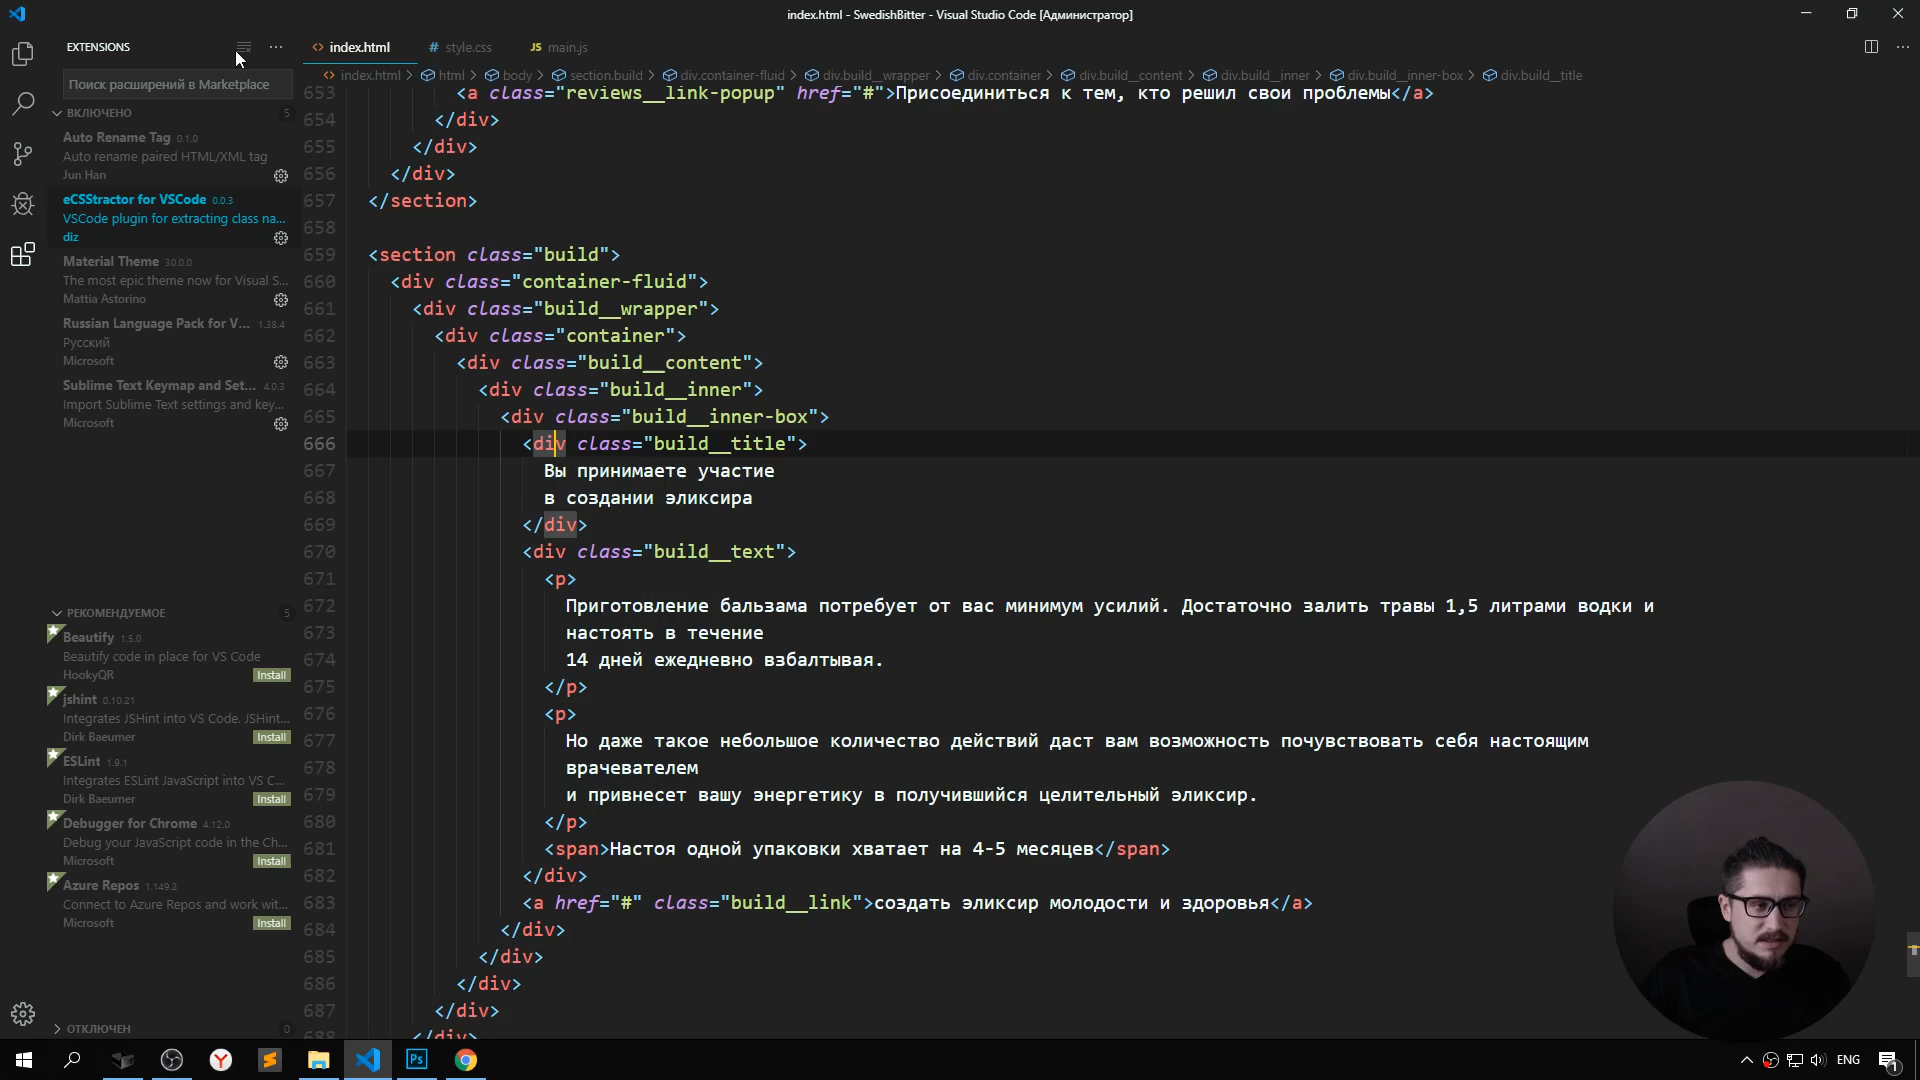 index.html - SwedishBitter - Visual Studio Code [Администратор]
EXTENSIONS
Поиск расширений в Marketplace
ВКЛЮЧЕНО 5
Auto Rename Tag 0.1.0
Auto rename paired HTML/XML tag
Jun Han
eCSStractor for VSCode 0.0.3
VSCode plugin for extracting class na...
diz
Material Theme 30.0.0
The most epic theme now for Visual S...
Mattia Astorino
Russian Language Pack for V... 1.38.4
Русский
Microsoft
Sublime Text Keymap and Set... 4.0.3
Import Sublime Text settings and key...
Microsoft
РЕКОМЕНДУЕМОЕ 5
Beautify 1.5.0
Beautify code in place for VS Code
HookyQR Install
jshint 0.10.21
Integrates JSHint into VS Code. JSHint...
Dirk Baeumer Install
ESLint 1.9.1
Integrates ESLint JavaScript into VS C...
Dirk Baeumer Install
Debugger for Chrome 4.12.0
Debug your JavaScript code in the Ch...
Microsoft Install
Azure Repos 1.149.2
Connect to Azure Repos and work wit...
Microsoft Install
ОТКЛЮЧЕН 0
index.html # style.css JS main.js
index.html > html > body > section.build > div.container-fluid > div.build__wrapper > div.container > div.build__content > div.build__inner > div.build__inner-box > div.build__title
653 <a class="reviews__link-popup" href="#">Присоединиться к тем, кто решил свои проблемы</a>
654 </div>
655 </div>
656 </div>
657 </section>
658
659 <section class="build">
660 <div class="container-fluid">
661 <div class="build__wrapper">
662 <div class="container">
663 <div class="build__content">
664 <div class="build__inner">
665 <div class="build__inner-box">
666 <div class="build__title">
667 Вы принимаете участие
668 в создании эликсира
669 </div>
670 <div class="build__text">
671 <p>
672 Приготовление бальзама потребует от вас минимум усилий. Достаточно залить травы 1,5 литрами водки и
673 настоять в течение
674 14 дней ежедневно взбалтывая.
675 </p>
676 <p>
677 Но даже такое небольшое количество действий даст вам возможность почувствовать себя настоящим
678 врачевателем
679 и привнесет вашу энергетику в получившийся целительный эликсир.
680 </p>
681 <span>Настоя одной упаковки хватает на 4-5 месяцев</span>
682 </div>
683 <a href="#" class="build__link">создать эликсир молодости и здоровья</a>
684 </div>
685 </div>
686 </div>
687 </div>
688 </div>
Ps
ENG
1